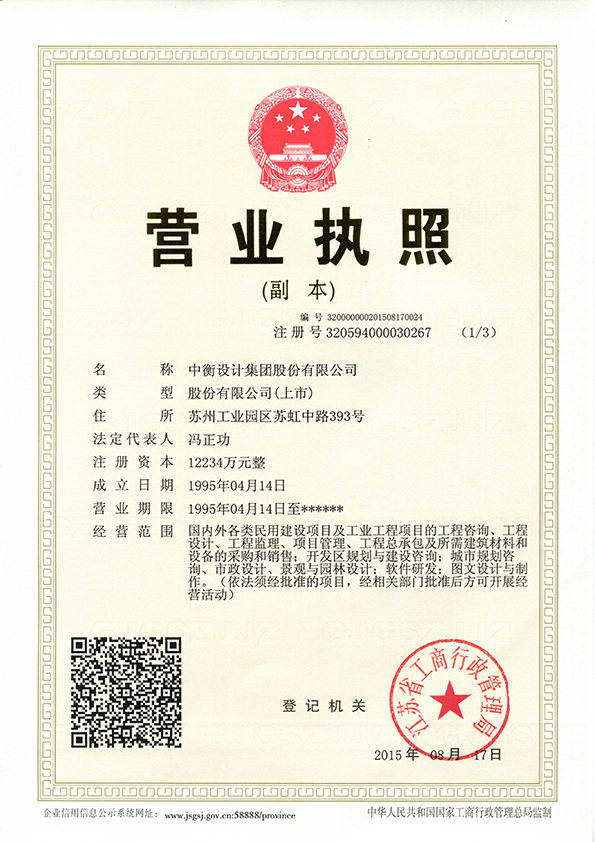 营业执照
(副 本)
编 号 320000000201508170024
注 册 号 320594000030267 (1/3)
名 称 中衡设计集团股份有限公司
类 型 股份有限公司(上市)
住 所 苏州工业园区苏虹中路393号
法定代表人 冯正功
注 册 资 本 12234万元整
成 立 日 期 1995年04月14日
营 业 期 限 1995年04月14日至******
经 营 范 围 国内外各类民用建设项目及工业工程项目的工程咨询、工程
设计、工程监理、项目管理、工程总承包及所需建筑材料和
设备的采购和销售；开发区规划与建设咨询；城市规划咨
询、市政设计、景观与园林设计；软件研发；图文设计与制
作。（依法须经批准的项目，经相关部门批准后方可开展经
营活动）
登 记 机 关
江苏省工商行政管理局
2015 年 08 月 17 日
企业信用信息公示系统网址： www.jsgsj.gov.cn:58888/province
中华人民共和国国家工商行政管理总局监制